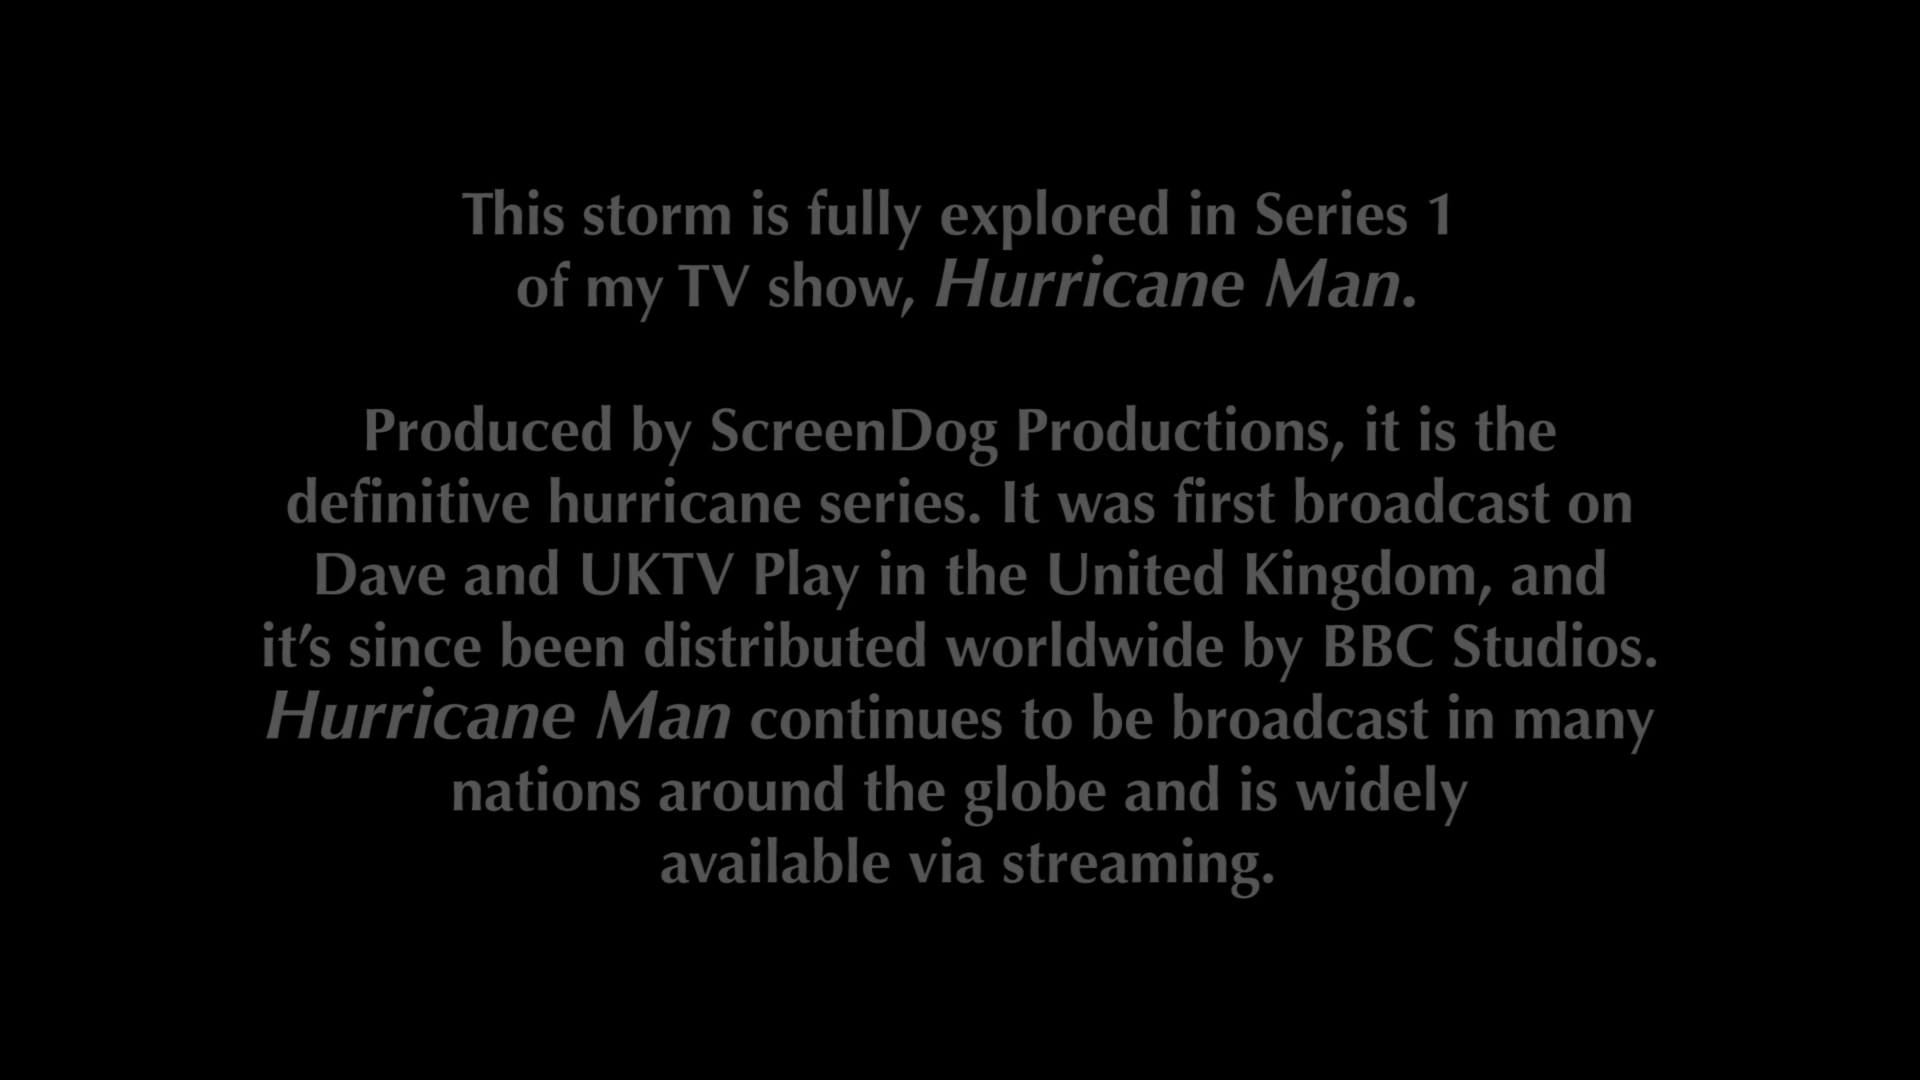 This storm is fully explored in Series 1
of my TV show, Hurricane Man.
Produced by ScreenDog Productions, it is the
definitive hurricane series. It was first broadcast on
Dave and UKTV Play in the United Kingdom, and
it’s since been distributed worldwide by BBC Studios.
Hurricane Man continues to be broadcast in many
nations around the globe and is widely
available via streaming.